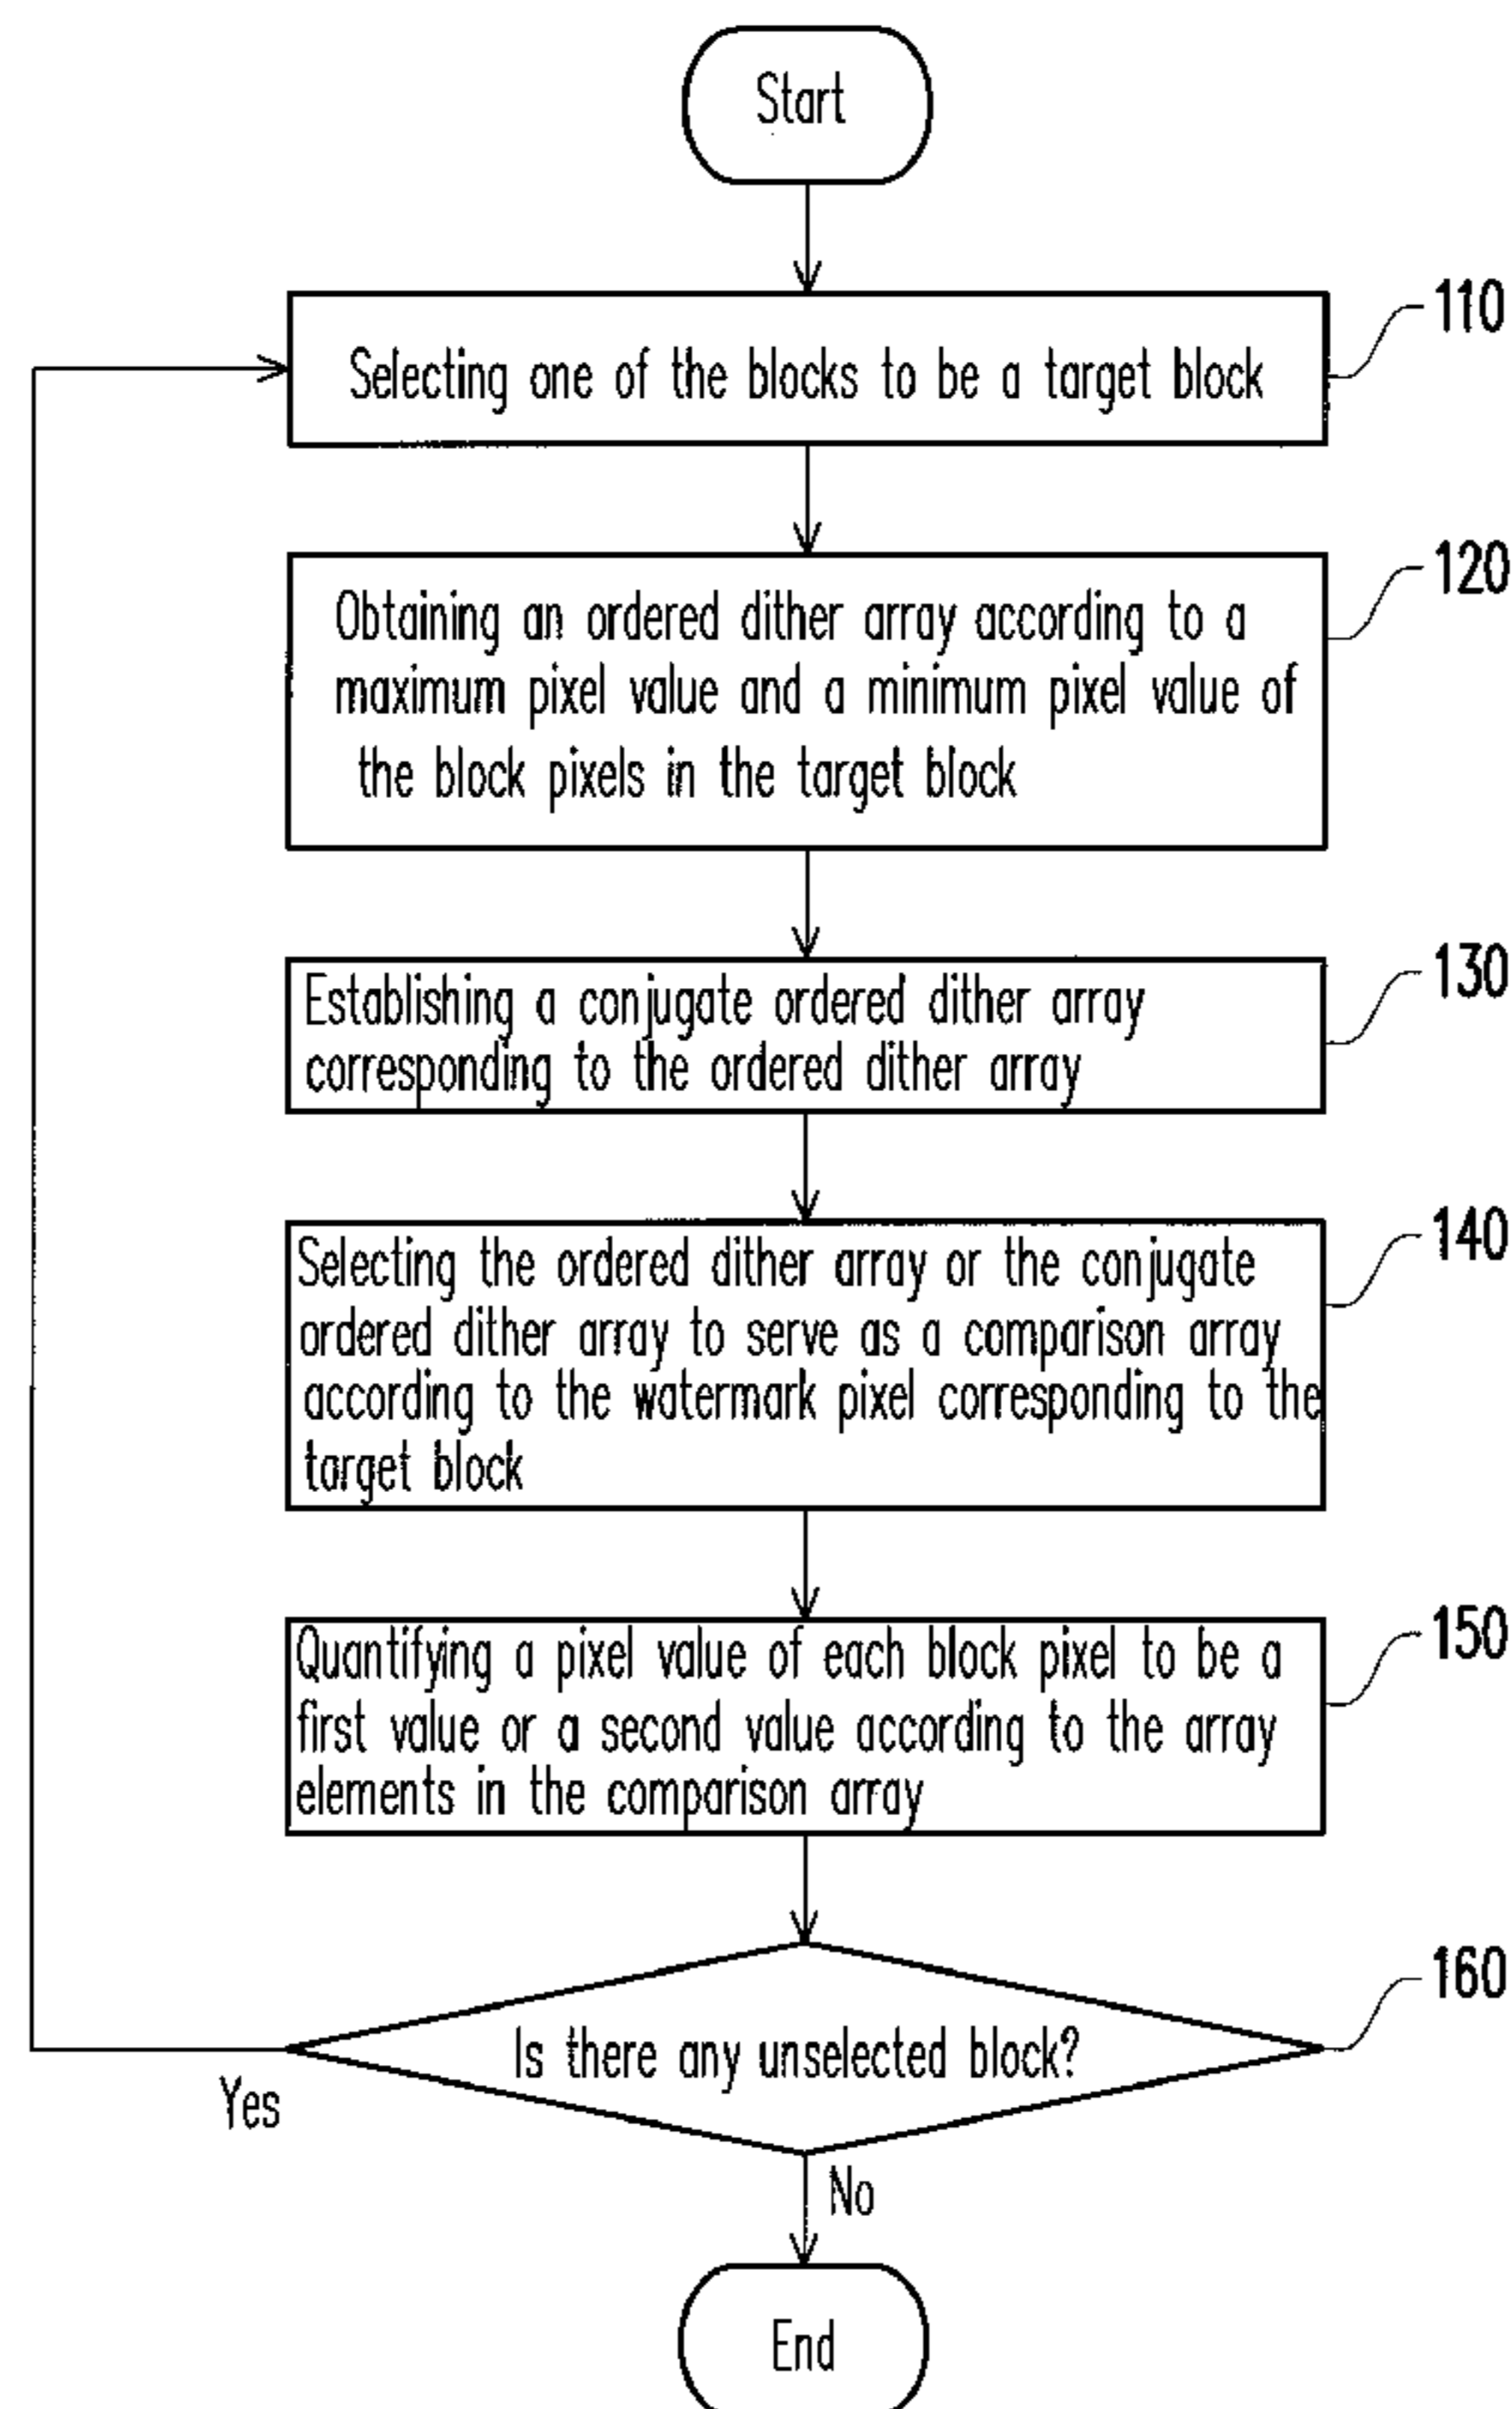 Start
110
Selecting one of the blocks to be a target block
120
Obtaining an ordered dither array according to a
maximum pixel value and a minimum pixel value of
the block pixels in the target block
130
Establishing a conjugate ordered dither array
corresponding to the ordered dither array
140
Selecting the ordered dither array or the conjugate
ordered dither array to serve as a comparison array
according to the watermark pixel corresponding to the
target block
150
Quantifying a pixel value of each block pixel to be a
first value or a second value according to the array
elements in the comparison array
160
Is there any unselected block?
Yes
No
End